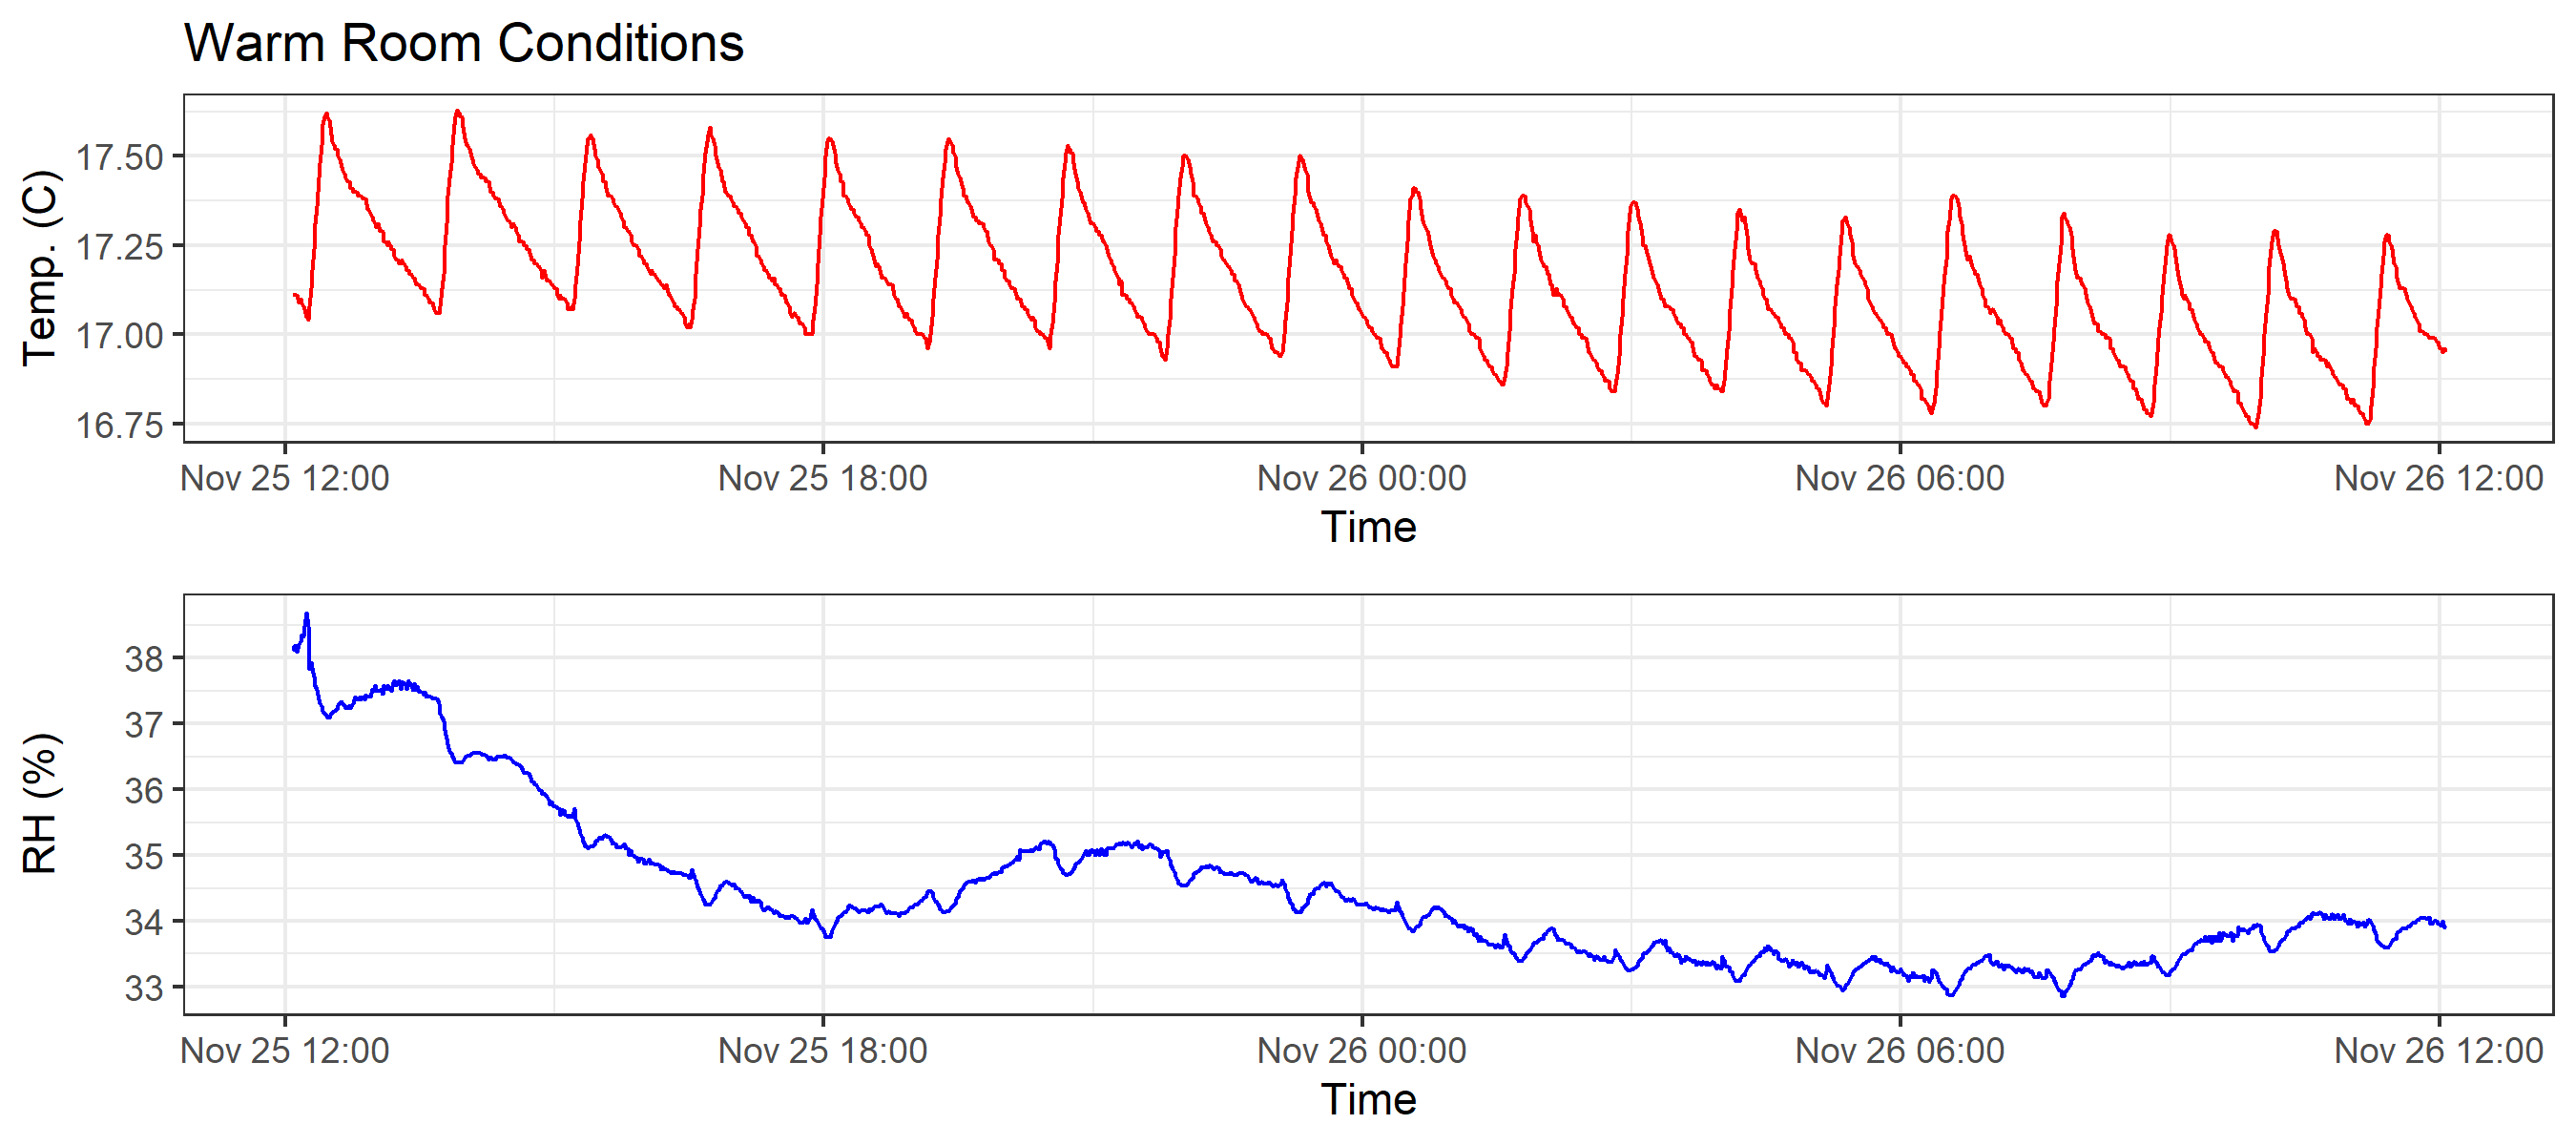 Warm Room Conditions
Temp. (C)
17.50
17.25
17.00
16.75
Nov 25 12:00 Nov 25 18:00 Nov 26 00:00 Nov 26 06:00 Nov 26 12:00
Time
RH (%)
38
37
36
35
34
33
Nov 25 12:00 Nov 25 18:00 Nov 26 00:00 Nov 26 06:00 Nov 26 12:00
Time